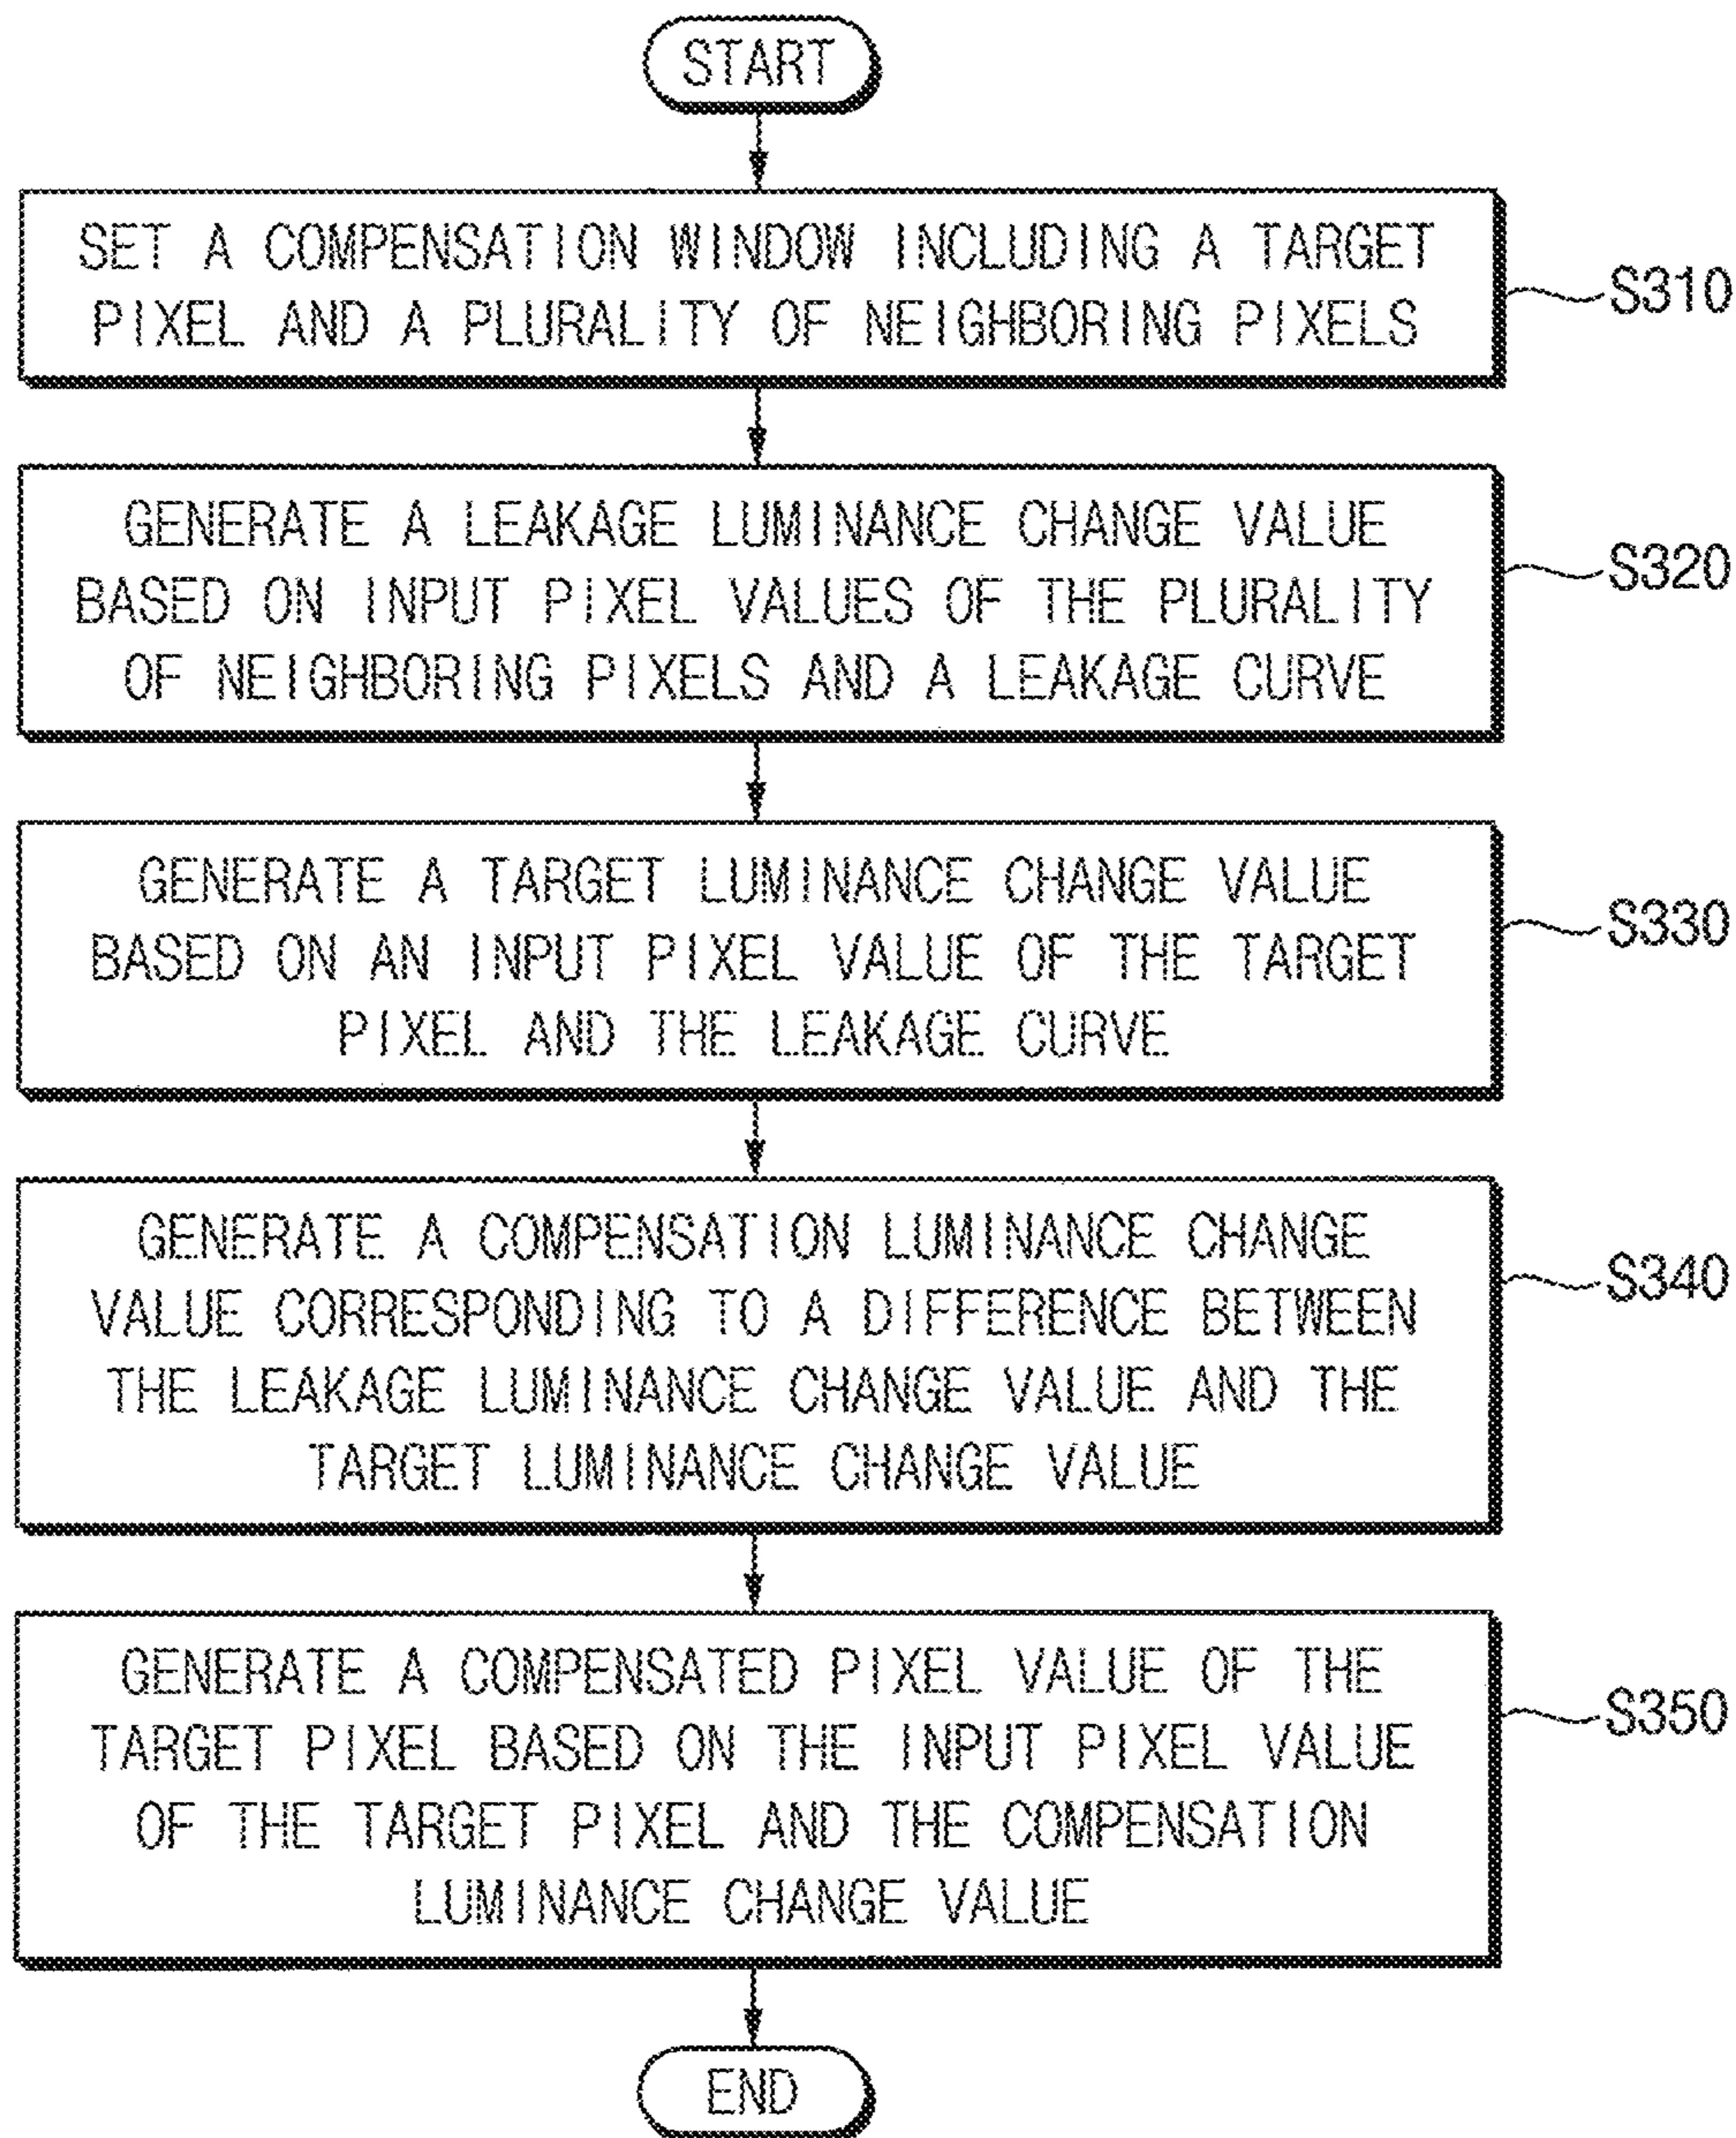 START
SET A COMPENSATION WINDOW INCLUDING A TARGET
PIXEL AND A PLURALITY OF NEIGHBORING PIXELS
S310
GENERATE A LEAKAGE LUMINANCE CHANGE VALUE
BASED ON INPUT PIXEL VALUES OF THE PLURALITY
OF NEIGHBORING PIXELS AND A LEAKAGE CURVE
S320
GENERATE A TARGET LUMINANCE CHANGE VALUE
BASED ON AN INPUT PIXEL VALUE OF THE TARGET
PIXEL AND THE LEAKAGE CURVE
S330
GENERATE A COMPENSATION LUMINANCE CHANGE
VALUE CORRESPONDING TO A DIFFERENCE BETWEEN
THE LEAKAGE LUMINANCE CHANGE VALUE AND THE
TARGET LUMINANCE CHANGE VALUE
S340
GENERATE A COMPENSATED PIXEL VALUE OF THE
TARGET PIXEL BASED ON THE INPUT PIXEL VALUE
OF THE TARGET PIXEL AND THE COMPENSATION
LUMINANCE CHANGE VALUE
S350
END